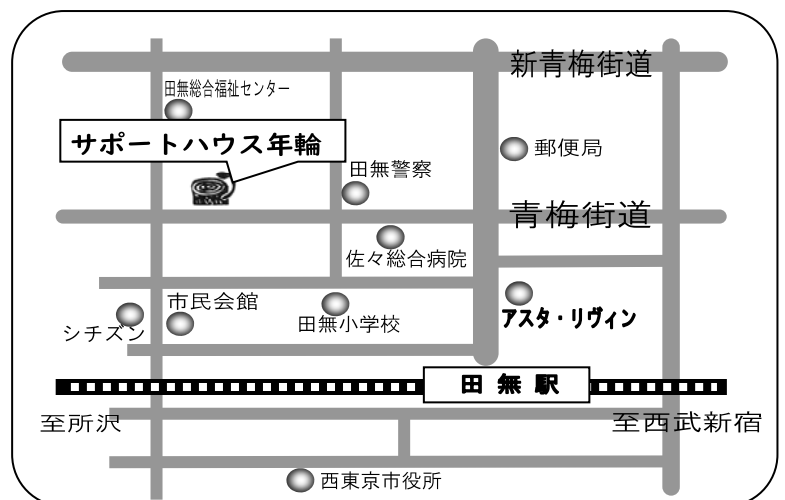 新青梅街道
田無総合福祉センター
サポートハウス年輪
郵便局
田無警察
青梅街道
佐々総合病院
市民会館
アスタ・リヴィン
田無小学校
シチズン
田無駅
至所沢
至西武新宿
西東京市役所